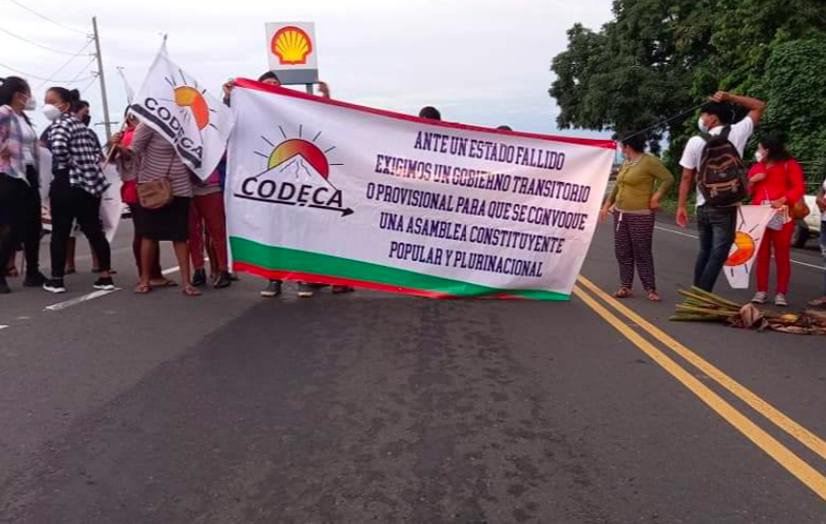 CODECA
CODECA
ANTE UN ESTADO FALLIDO
EXIGIMOS UN GOBIERNO TRANSITORIO
O PROVISIONAL PARA QUE SE CONVOQUE
UNA ASAMBLEA CONSTITUYENTE
POPULAR Y PLURINACIONAL